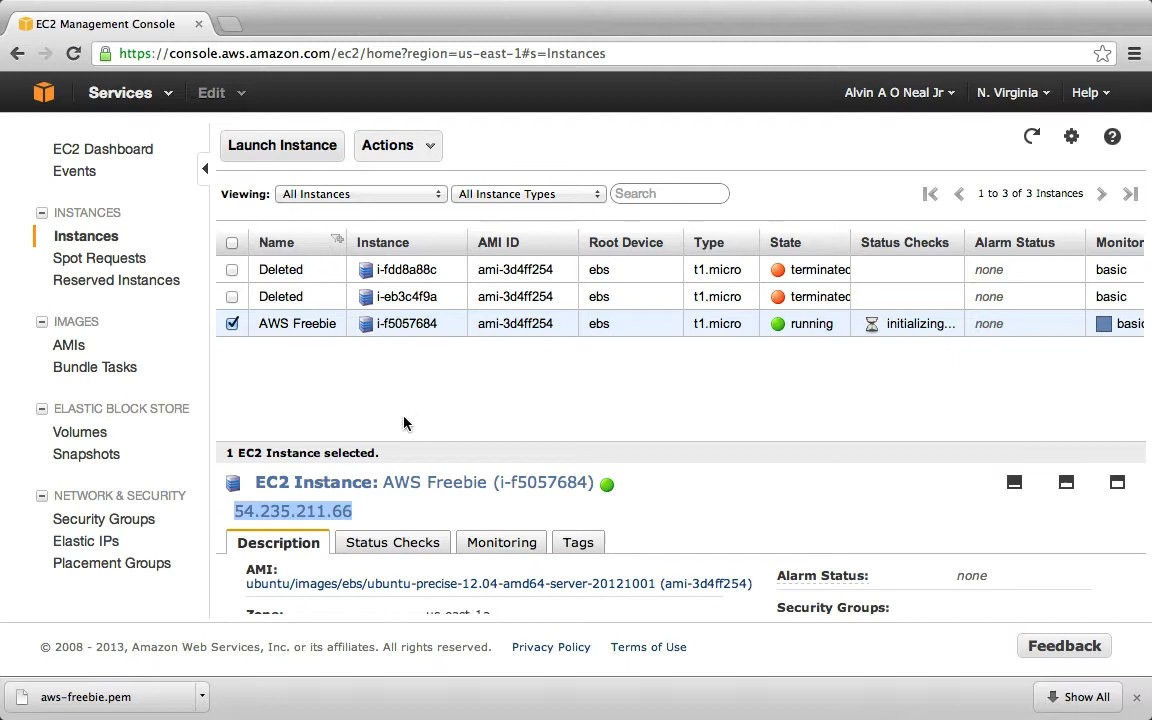 EC2 Management Console
https://console.aws.amazon.com/ec2/home?region=us-east-1#s=Instances
Services Edit Alvin A O Neal Jr N. Virginia Help
EC2 Dashboard
Events
INSTANCES
Instances
Spot Requests
Reserved Instances
IMAGES
AMIs
Bundle Tasks
ELASTIC BLOCK STORE
Volumes
Snapshots
NETWORK & SECURITY
Security Groups
Elastic IPs
Placement Groups
Launch Instance Actions
Viewing: All Instances All Instance Types Search 1 to 3 of 3 Instances
Name Instance AMI ID Root Device Type State Status Checks Alarm Status Monitor
Deleted i-fdd8a88c ami-3d4ff254 ebs t1.micro terminated none basic
Deleted i-eb3c4f9a ami-3d4ff254 ebs t1.micro terminated none basic
AWS Freebie i-f5057684 ami-3d4ff254 ebs t1.micro running initializing... none basic
1 EC2 Instance selected.
EC2 Instance: AWS Freebie (i-f5057684)
54.235.211.66
Description Status Checks Monitoring Tags
AMI:
ubuntu/images/ebs/ubuntu-precise-12.04-amd64-server-20121001 (ami-3d4ff254)
Alarm Status: none
Zone: us-east-1a
Security Groups:
© 2008 - 2013, Amazon Web Services, Inc. or its affiliates. All rights reserved. Privacy Policy Terms of Use Feedback
aws-freebie.pem Show All